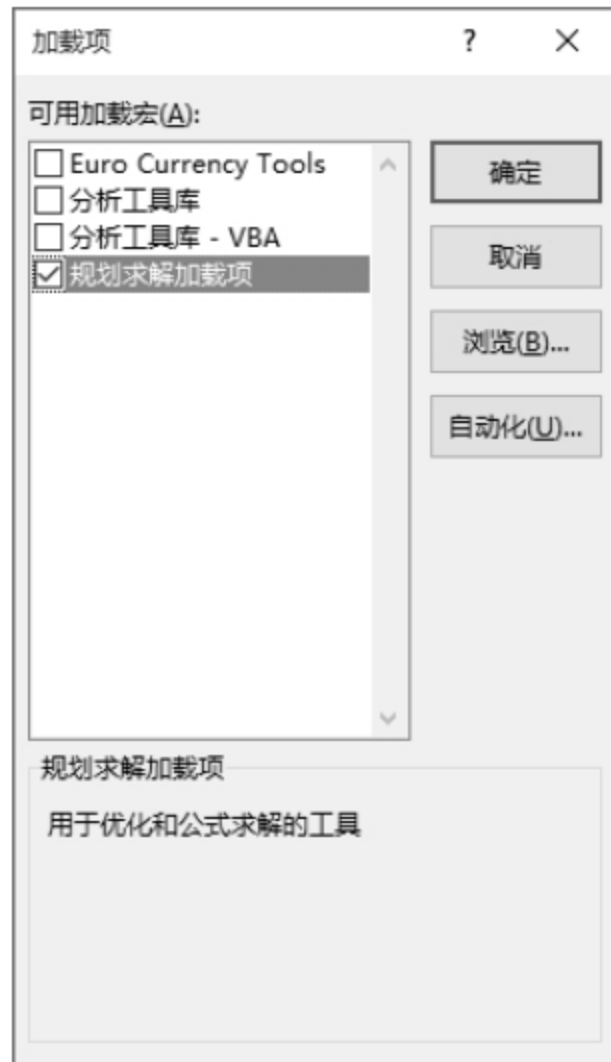 加载项
?
可用加载宏(A):
Euro Currency Tools
分析工具库
分析工具库 - VBA
规划求解加载项
确定
取消
浏览(B)...
自动化(U)...
规划求解加载项
用于优化和公式求解的工具